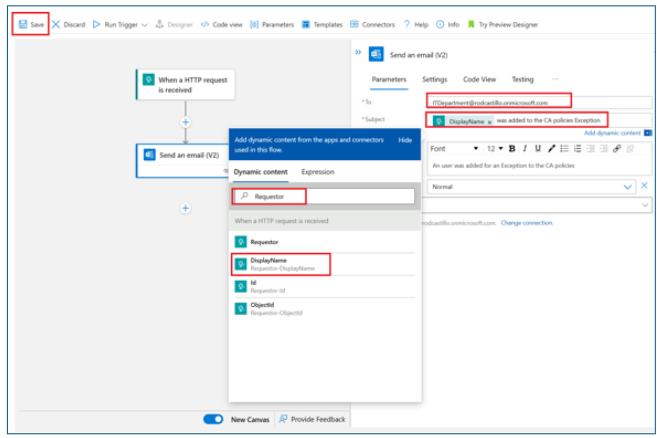 Save Discard Run Trigger Designer Code view Parameters Templates Connectors Help Info Try Preview Designer
When a HTTP request
is received
Send an email (V2)
Add dynamic content from the apps and connectors
used in this flow.
Hide
Dynamic content Expression
Requestor
When a HTTP request is received
Requestor
DisplayName
Requestor-DisplayName
Id
Requestor-Id
ObjectId
Requestor-ObjectId
New Canvas Provide Feedback
Send an email (V2)
Parameters Settings Code View Testing ...
*To
ITDepartment@rodcastillo.onmicrosoft.com
*Subject
DisplayName x was added to the CA policies Exception
Add dynamic content
Font 12 B I U
An user was added for an Exception to the CA policies
Normal
rodcastillo.onmicrosoft.com. Change connection.